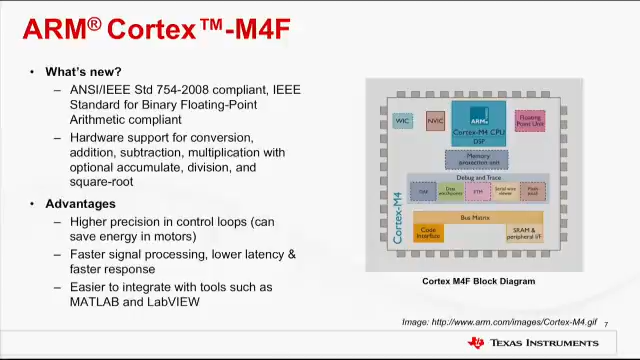 ARM® Cortex™-M4F
• What's new?
– ANSI/IEEE Std 754-2008 compliant, IEEE
Standard for Binary Floating-Point
Arithmetic compliant
– Hardware support for conversion,
addition, subtraction, multiplication with
optional accumulate, division, and
square-root
• Advantages
– Higher precision in control loops (can
save energy in motors)
– Faster signal processing, lower latency &
faster response
– Easier to integrate with tools such as
MATLAB and LabVIEW
WIC
NVIC
ARM
Cortex-M4 CPU
DSP
Floating
Point Unit
Memory
protection unit
Debug and Trace
ETM
Serial wire
viewer
Bus Matrix
Code
Interface
SRAM &
peripheral I/F
Cortex-M4
Cortex M4F Block Diagram
Image: http://www.arm.com/images/Cortex-M4.gif
7
TEXAS INSTRUMENTS